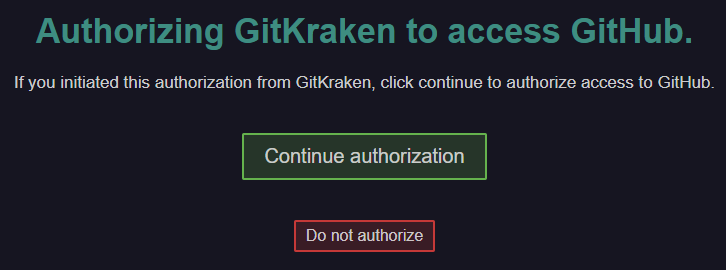 Authorizing GitKraken to access GitHub.
If you initiated this authorization from GitKraken, click continue to authorize access to GitHub.
Continue authorization
Do not authorize